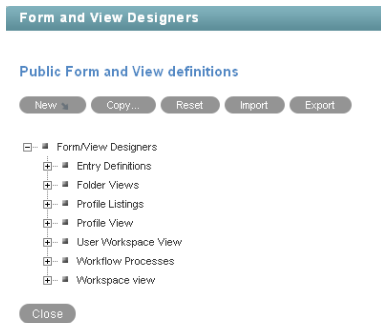 Form and View Designers
Public Form and View definitions
New Copy... Reset Import Export
Form/View Designers
Entry Definitions
Folder Views
Profile Listings
Profile View
User Workspace View
Workflow Processes
Workspace view
Close